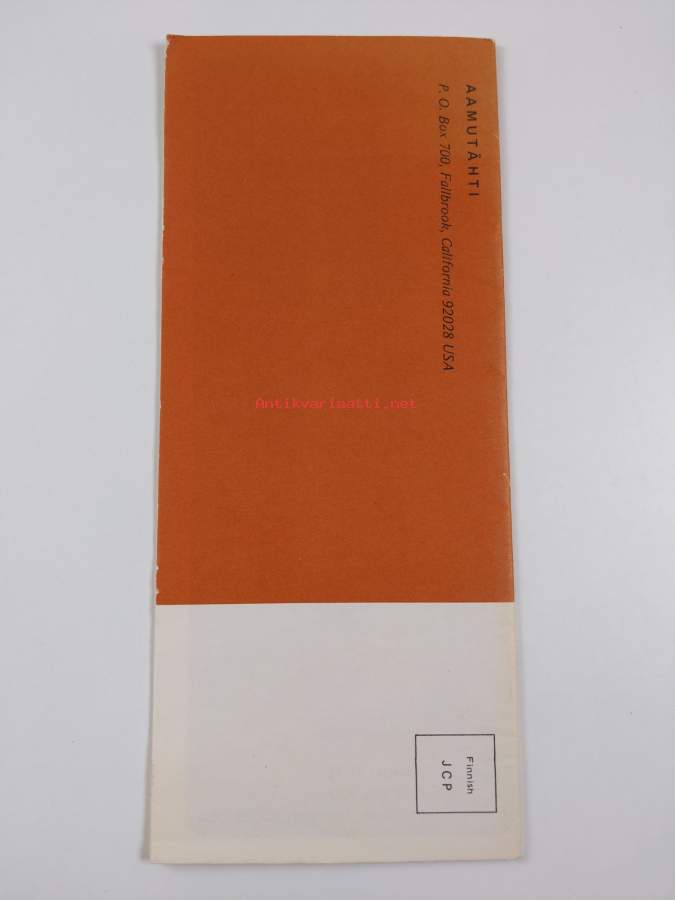 AAMUTÄHTI
P. O. Box 700, Fallbrook, California 92028 USA
Antikvariaatti.net
Finnish
JCP